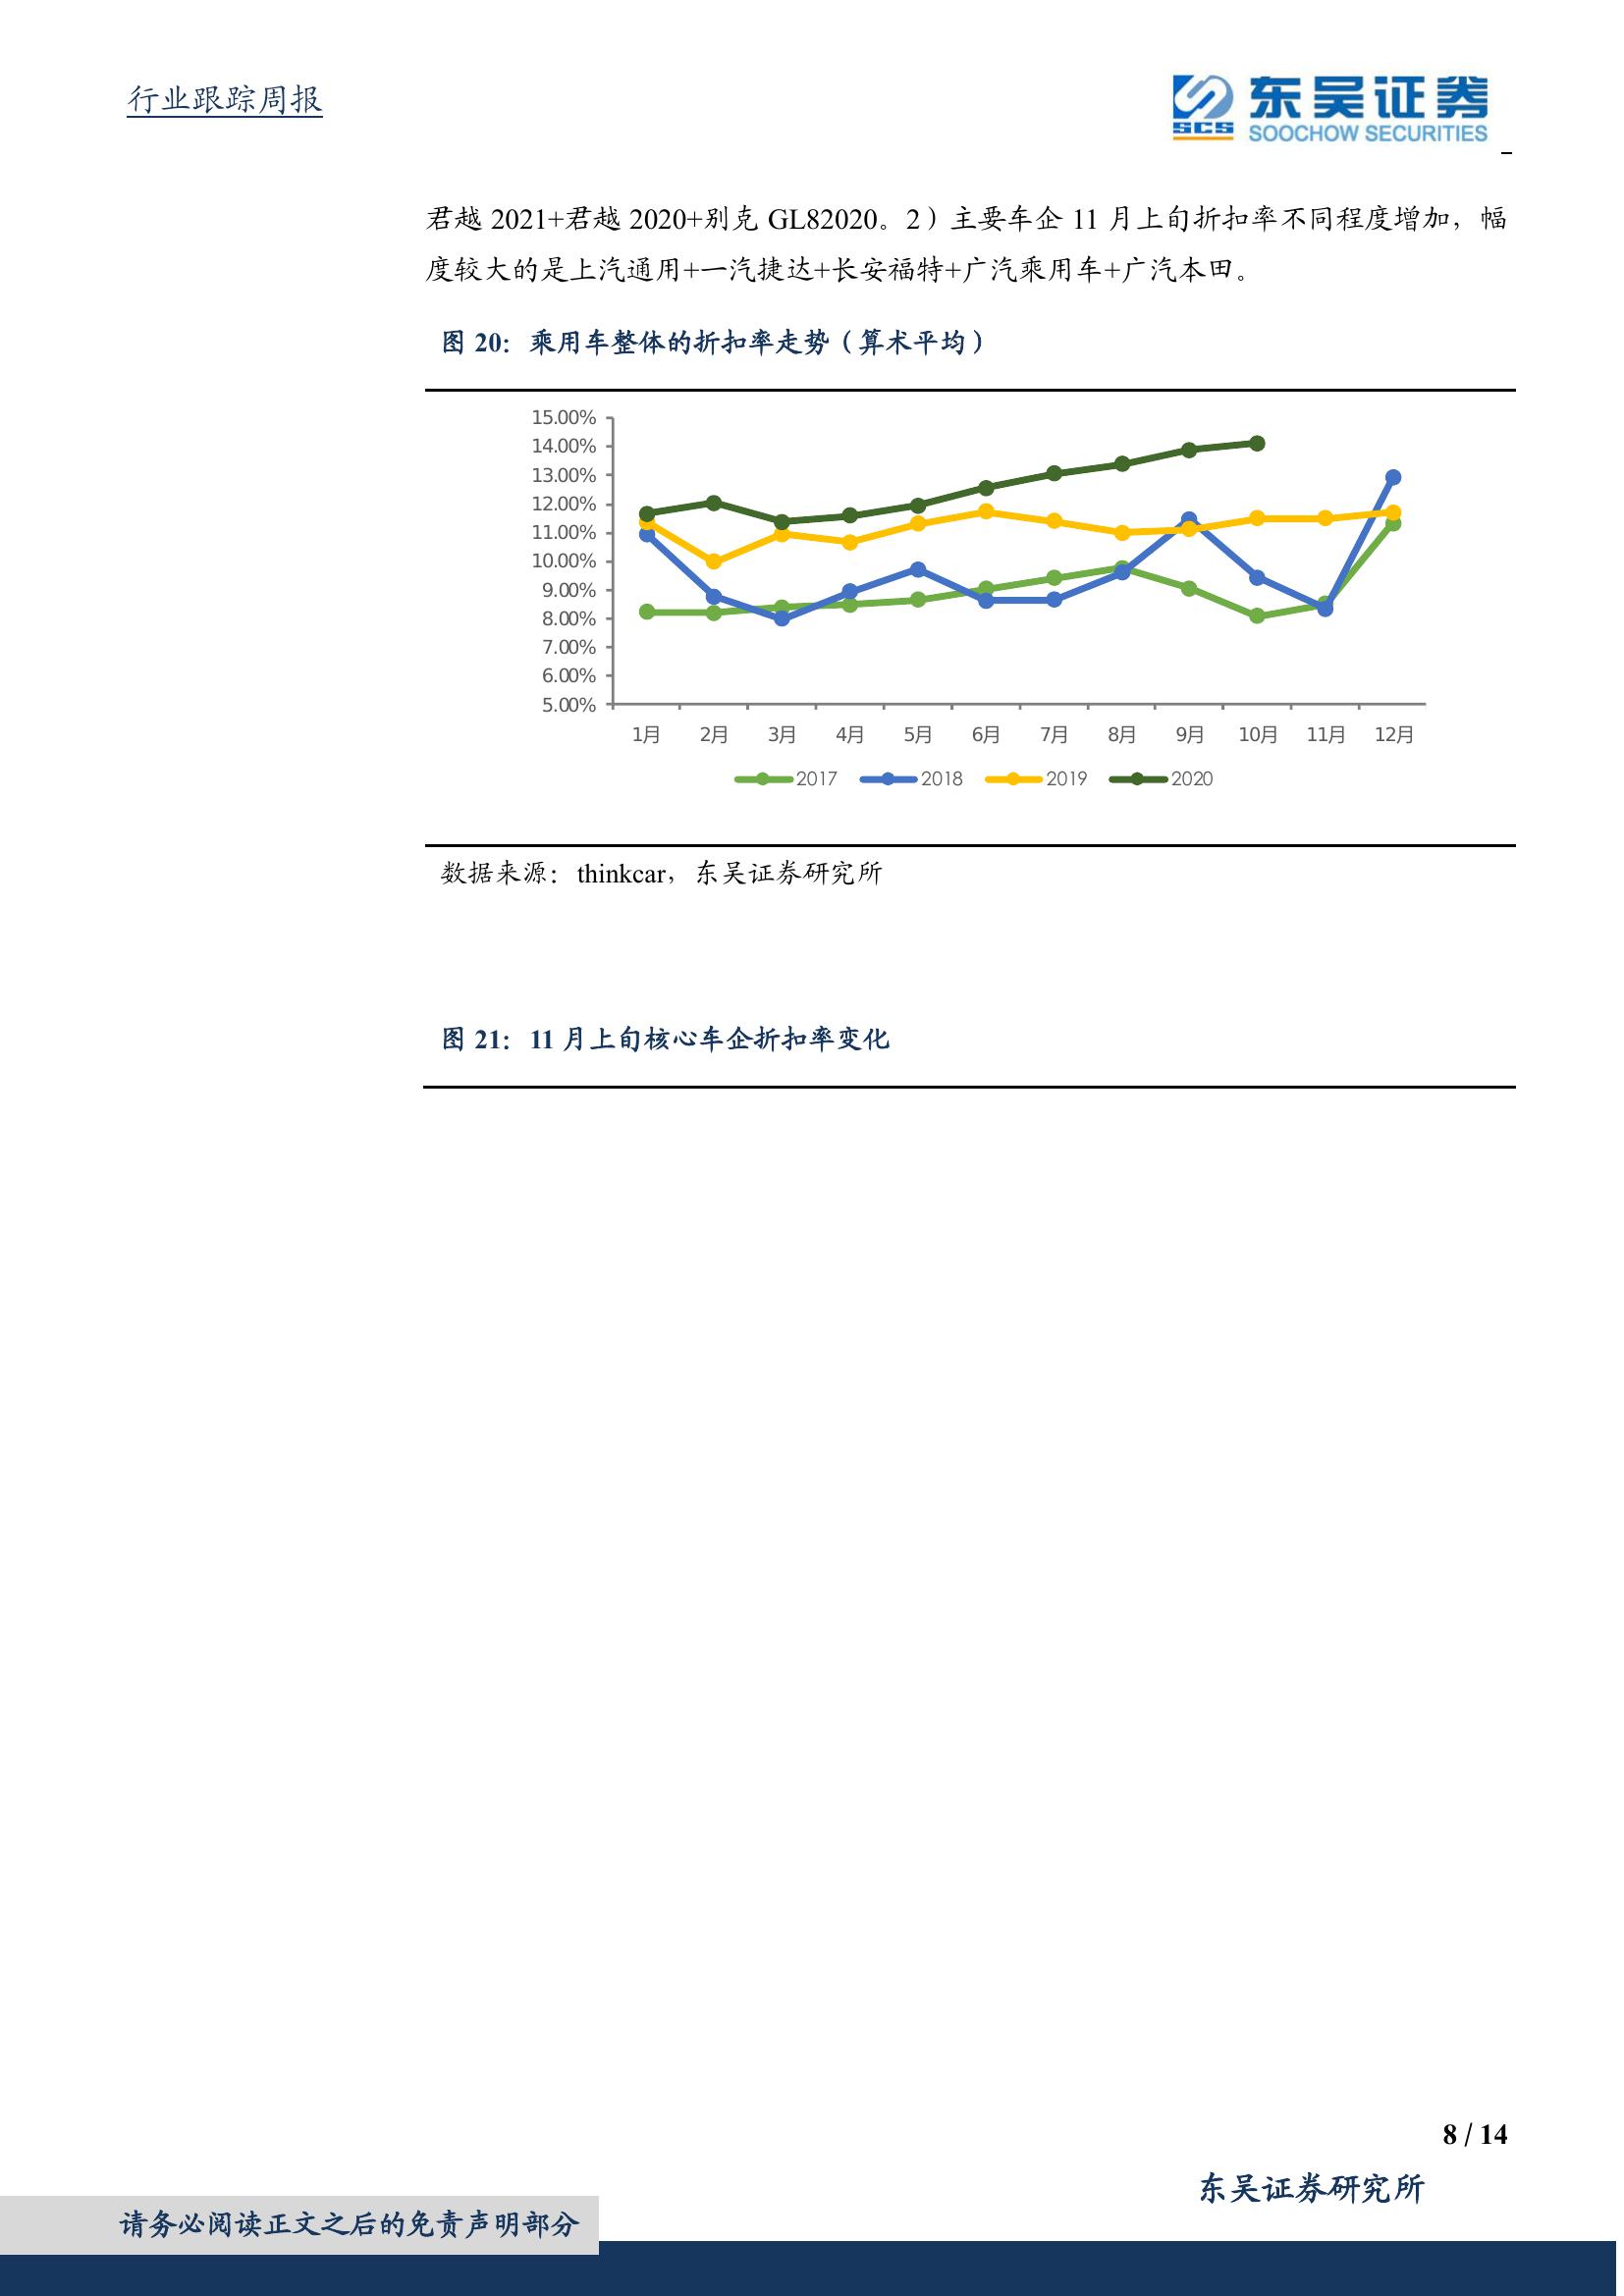 行业跟踪周报
SCS
东吴证券
SOOCHOW SECURITIES
君越 2021+君越 2020+别克 GL82020。2）主要车企 11 月上旬折扣率不同程度增加，幅
度较大的是上汽通用+一汽捷达+长安福特+广汽乘用车+广汽本田。
图 20：乘用车整体的折扣率走势（算术平均）
15.00%
14.00%
13.00%
12.00%
11.00%
10.00%
9.00%
8.00%
7.00%
6.00%
5.00%
1月 2月 3月 4月 5月 6月 7月 8月 9月 10月 11月 12月
2017 2018 2019 2020
数据来源：thinkcar，东吴证券研究所
图 21：11 月上旬核心车企折扣率变化
8 / 14
东吴证券研究所
请务必阅读正文之后的免责声明部分